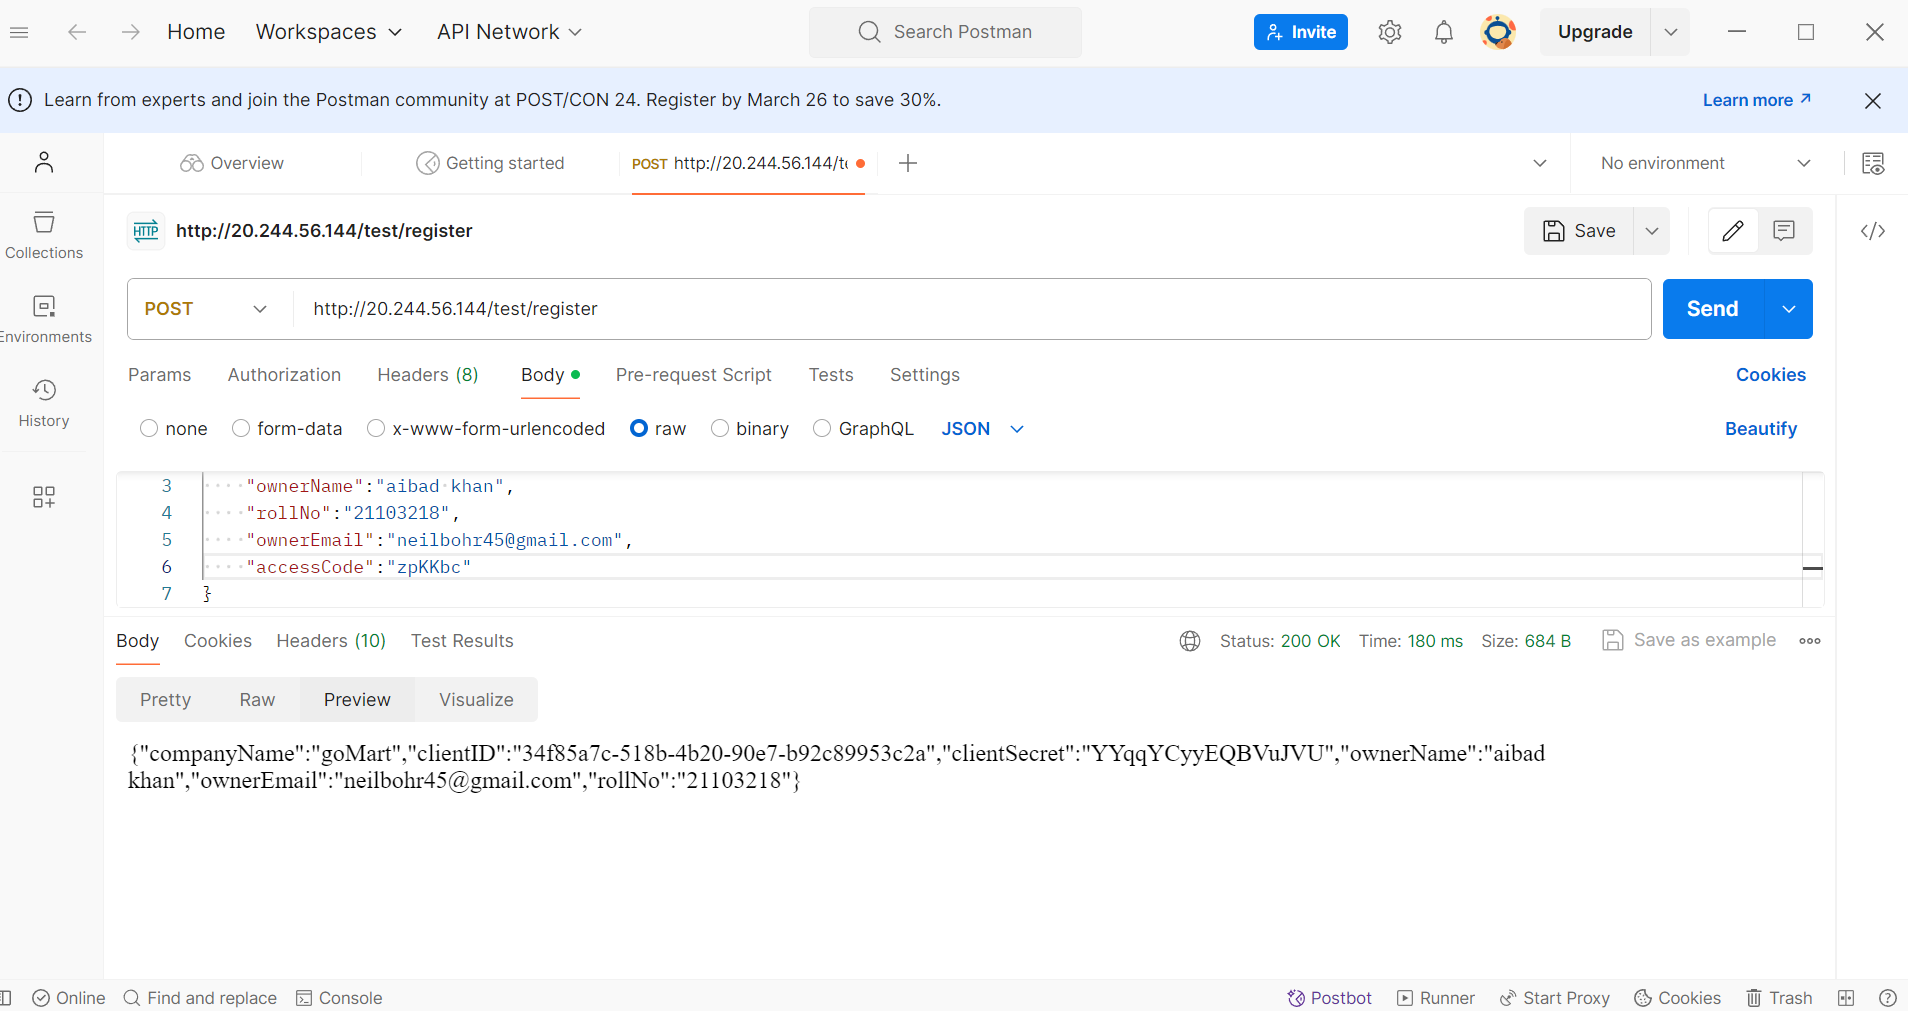 Home Workspaces API Network Search Postman Invite Upgrade
Learn from experts and join the Postman community at POST/CON 24. Register by March 26 to save 30%. Learn more
Overview Getting started POST http://20.244.56.144/te No environment
HTTP http://20.244.56.144/test/register Save
Collections
POST http://20.244.56.144/test/register Send
Environments
Params Authorization Headers (8) Body Pre-request Script Tests Settings Cookies
History
none form-data x-www-form-urlencoded raw binary GraphQL JSON Beautify
3 "ownerName":"aibad khan",
4 "rollNo":"21103218",
5 "ownerEmail":"neilbohr45@gmail.com",
6 "accessCode":"zpKKbc"
7 }
Body Cookies Headers (10) Test Results Status: 200 OK Time: 180 ms Size: 684 B Save as example
Pretty Raw Preview Visualize
{"companyName":"goMart","clientID":"34f85a7c-518b-4b20-90e7-b92c89953c2a","clientSecret":"YYqqYCyyEQBVuJVU","ownerName":"aibad
khan","ownerEmail":"neilbohr45@gmail.com","rollNo":"21103218"}
Online Find and replace Console Postbot Runner Start Proxy Cookies Trash